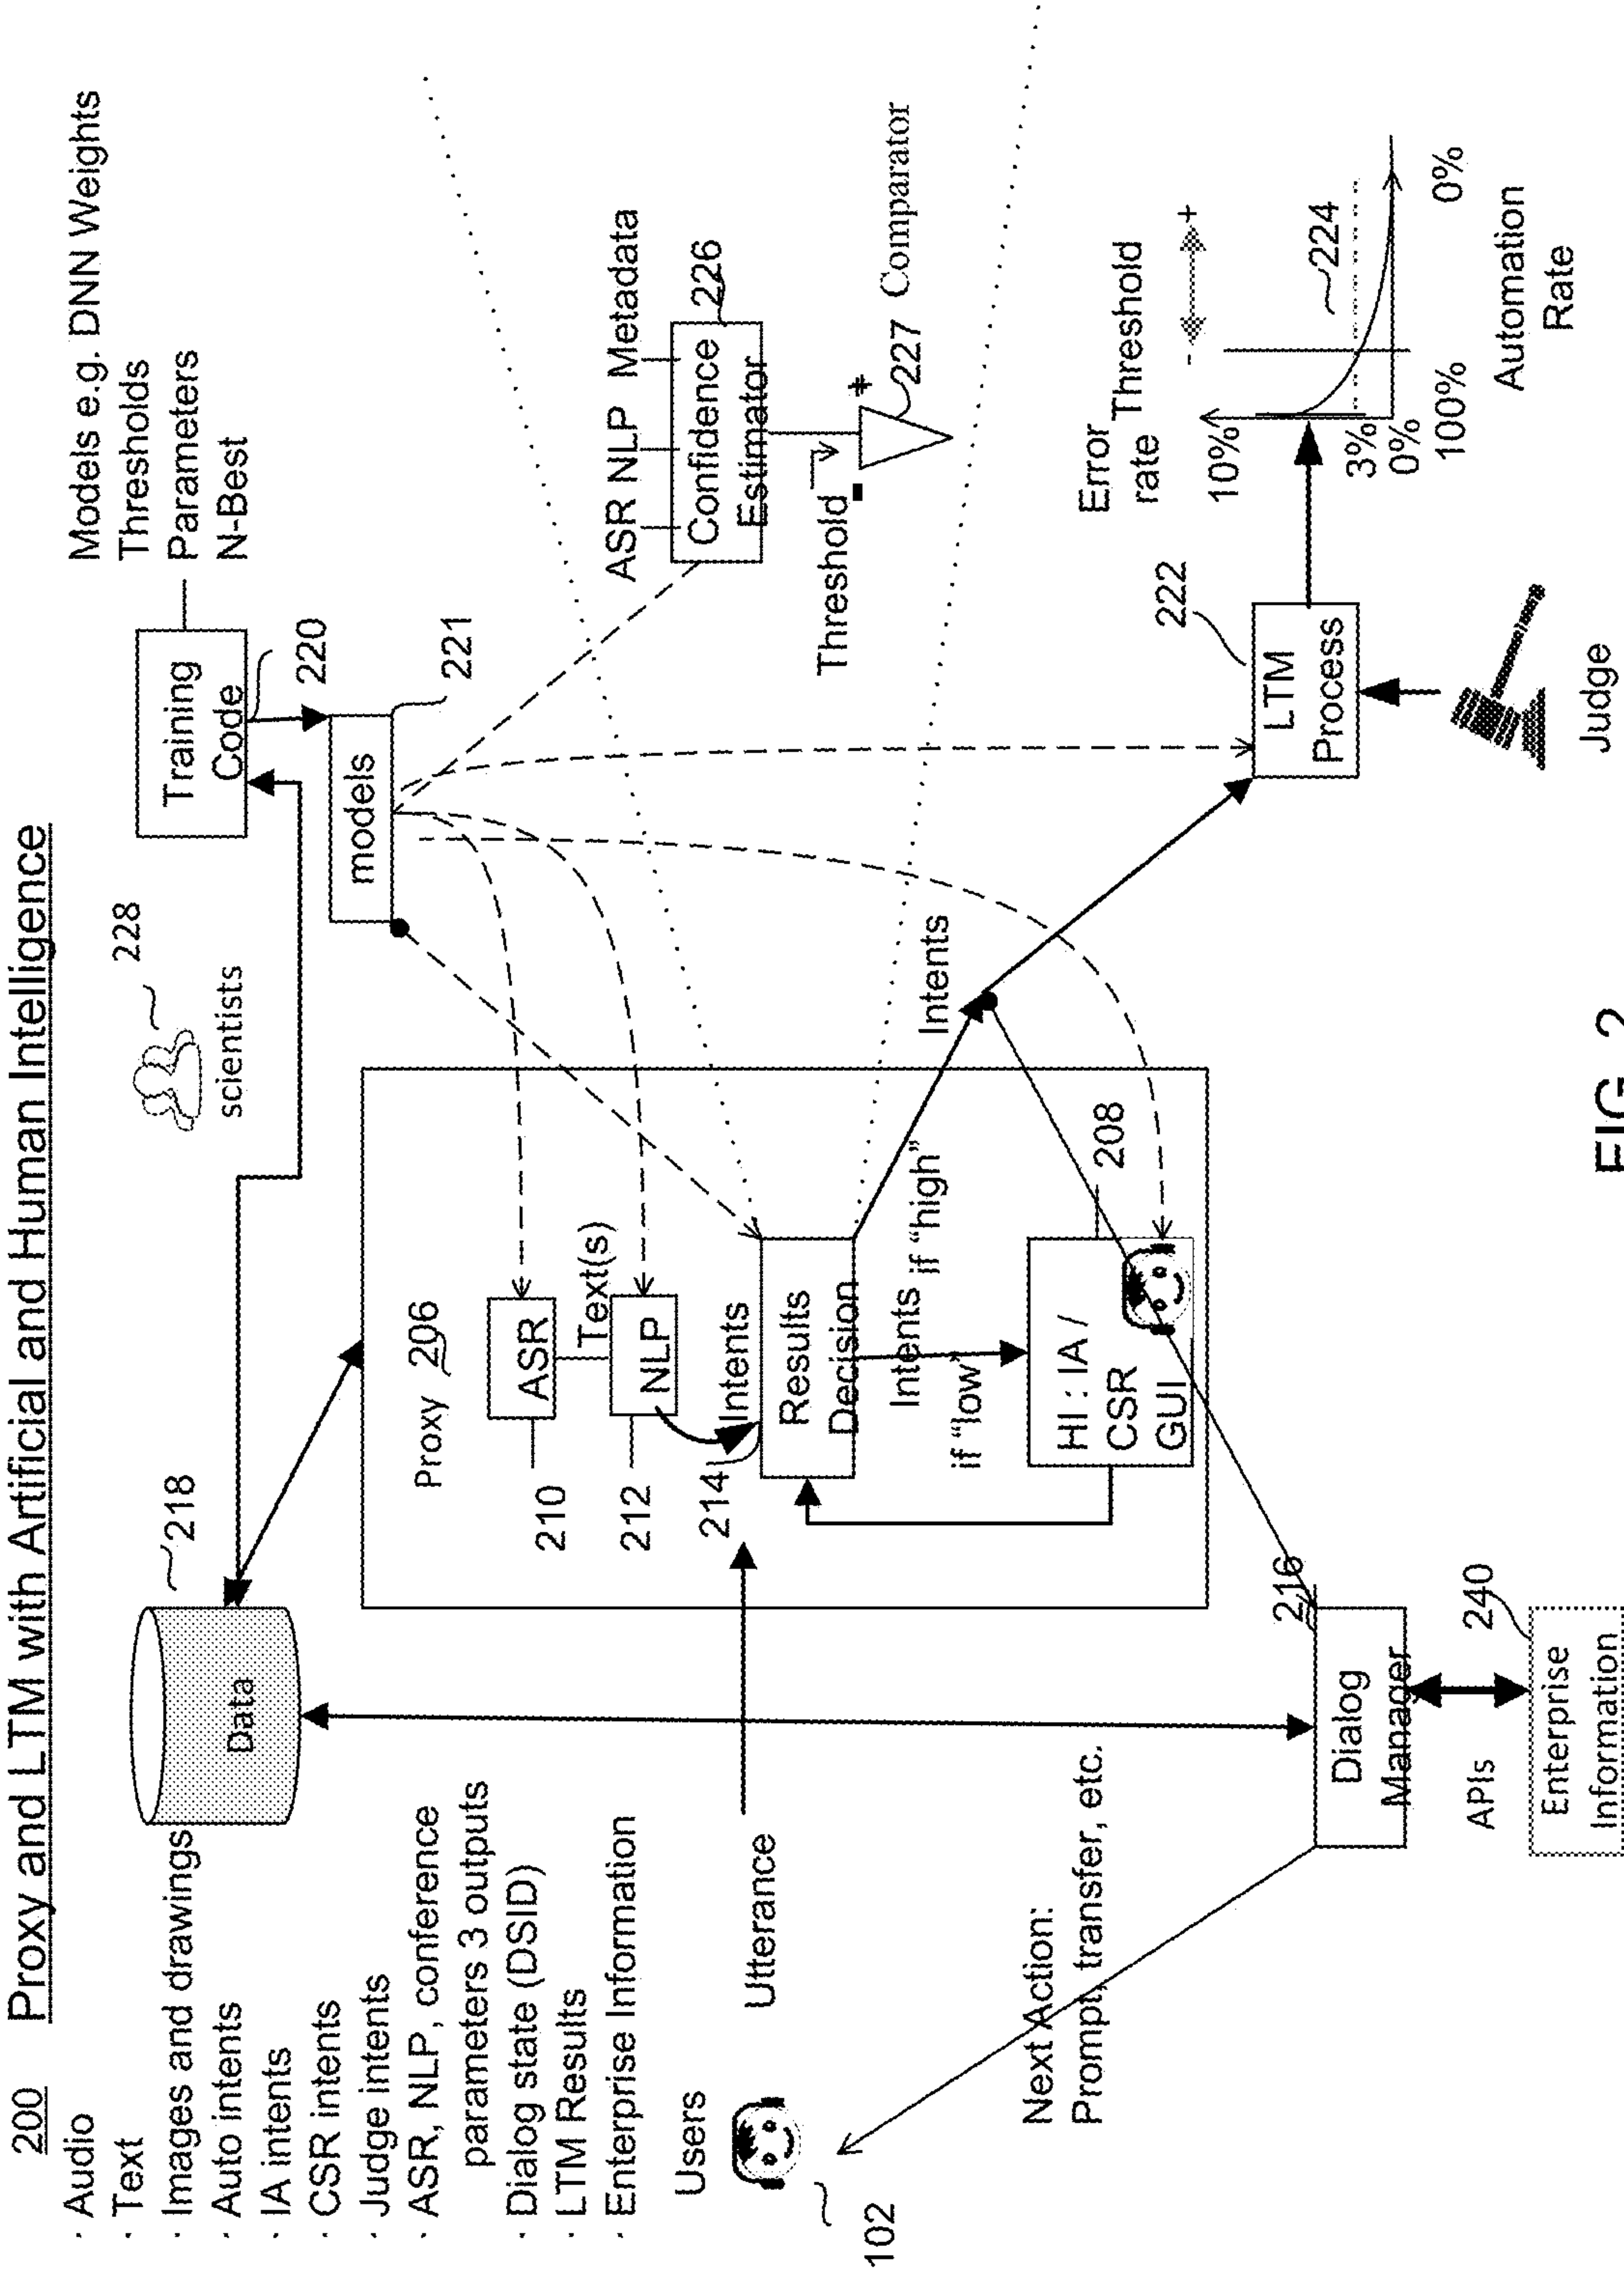 200 Proxy and LTM with Artificial and Human Intelligence
· Audio
· Text
· Images and drawings
· Auto intents
· IA intents
· CSR intents
· Judge intents
· ASR, NLP, conference
parameters 3 outputs
· Dialog state (DSID)
· LTM Results
· Enterprise Information
218
Data
228
scientists
Training
Code
220
Models e.g. DNN Weights
Thresholds
Parameters
N-Best
models
221
Proxy 206
ASR
210
Text(s)
NLP
212
Intents
214
Results
Decision
Intents if "high"
Intents
if "low"
HI : IA /
CSR
GUI
208
Intents
ASR NLP Metadata
Confidence
Estimator
226
Threshold
-
+
227 Comparator
Users
102
Utterance
Next Action:
Prompt, transfer, etc.
216
Dialog
Manager
APIs
240
Enterprise
Information
222
LTM
Process
Judge
Error
rate
Threshold
- +
10%
3%
0%
224
100%
0%
Automation
Rate
FIG. 2